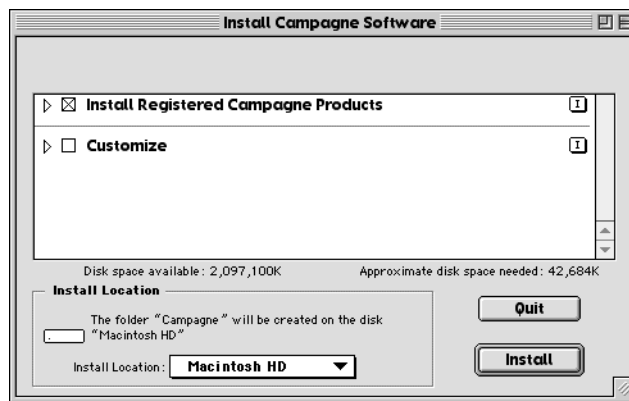 Install Campagne Software
Install Registered Campagne Products
I
Customize
I
Disk space available: 2,097,100K
Approximate disk space needed: 42,684K
Install Location
The folder “Campagne” will be created on the disk
“Macintosh HD”
Install Location: Macintosh HD
Quit
Install